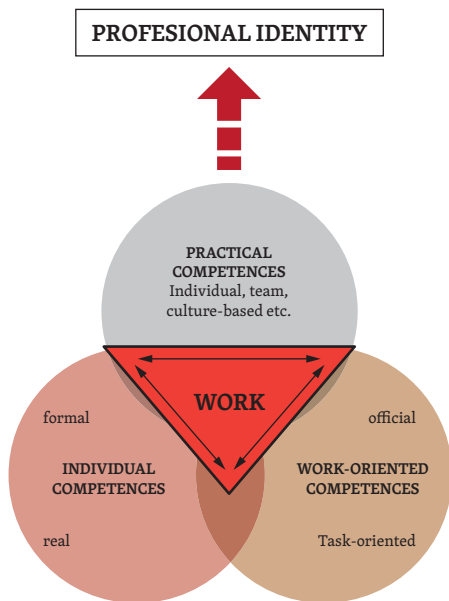 PROFESIONAL IDENTITY
PRACTICAL
COMPETENCES
Individual, team,
culture-based etc.
WORK
formal
official
INDIVIDUAL
COMPETENCES
WORK-ORIENTED
COMPETENCES
real
Task-oriented